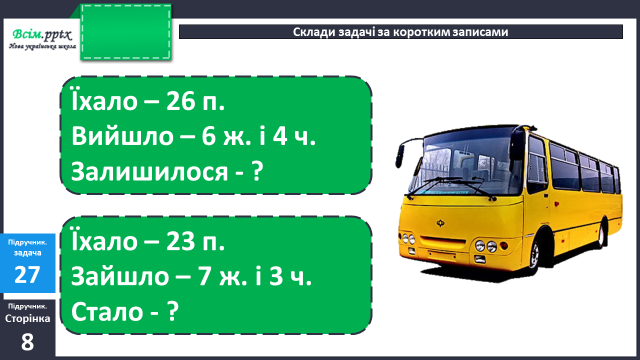 Всім.pptx
Нова українська школа
Склади задачі за коротким записами
Їхало – 26 п.
Вийшло – 6 ж. і 4 ч.
Залишилося - ?
Їхало – 23 п.
Зайшло – 7 ж. і 3 ч.
Стало - ?
Підручник.
задача
27
Підручник.
Сторінка
8